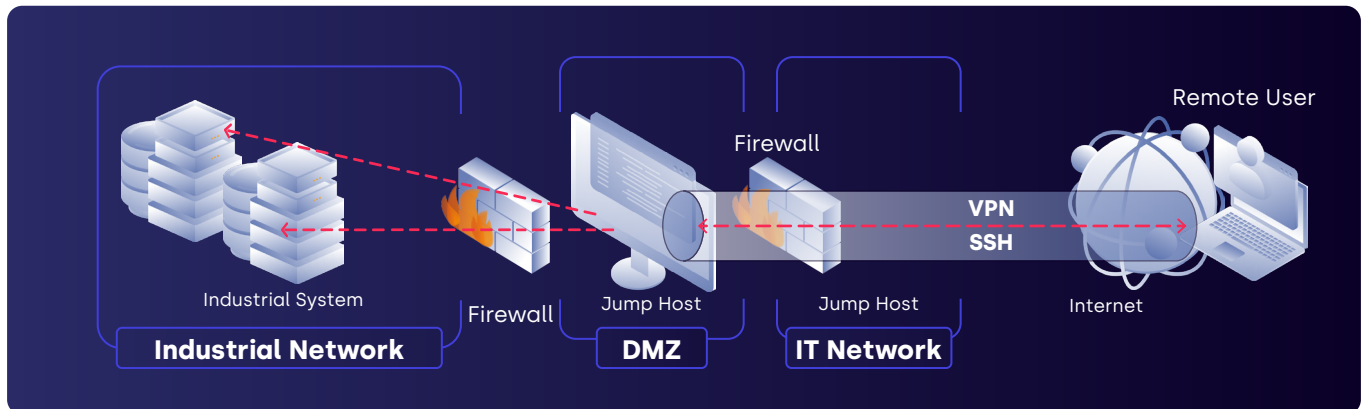 Remote User
Firewall
VPN
SSH
Industrial System
Firewall
Jump Host
Jump Host
Internet
Industrial Network
DMZ
IT Network